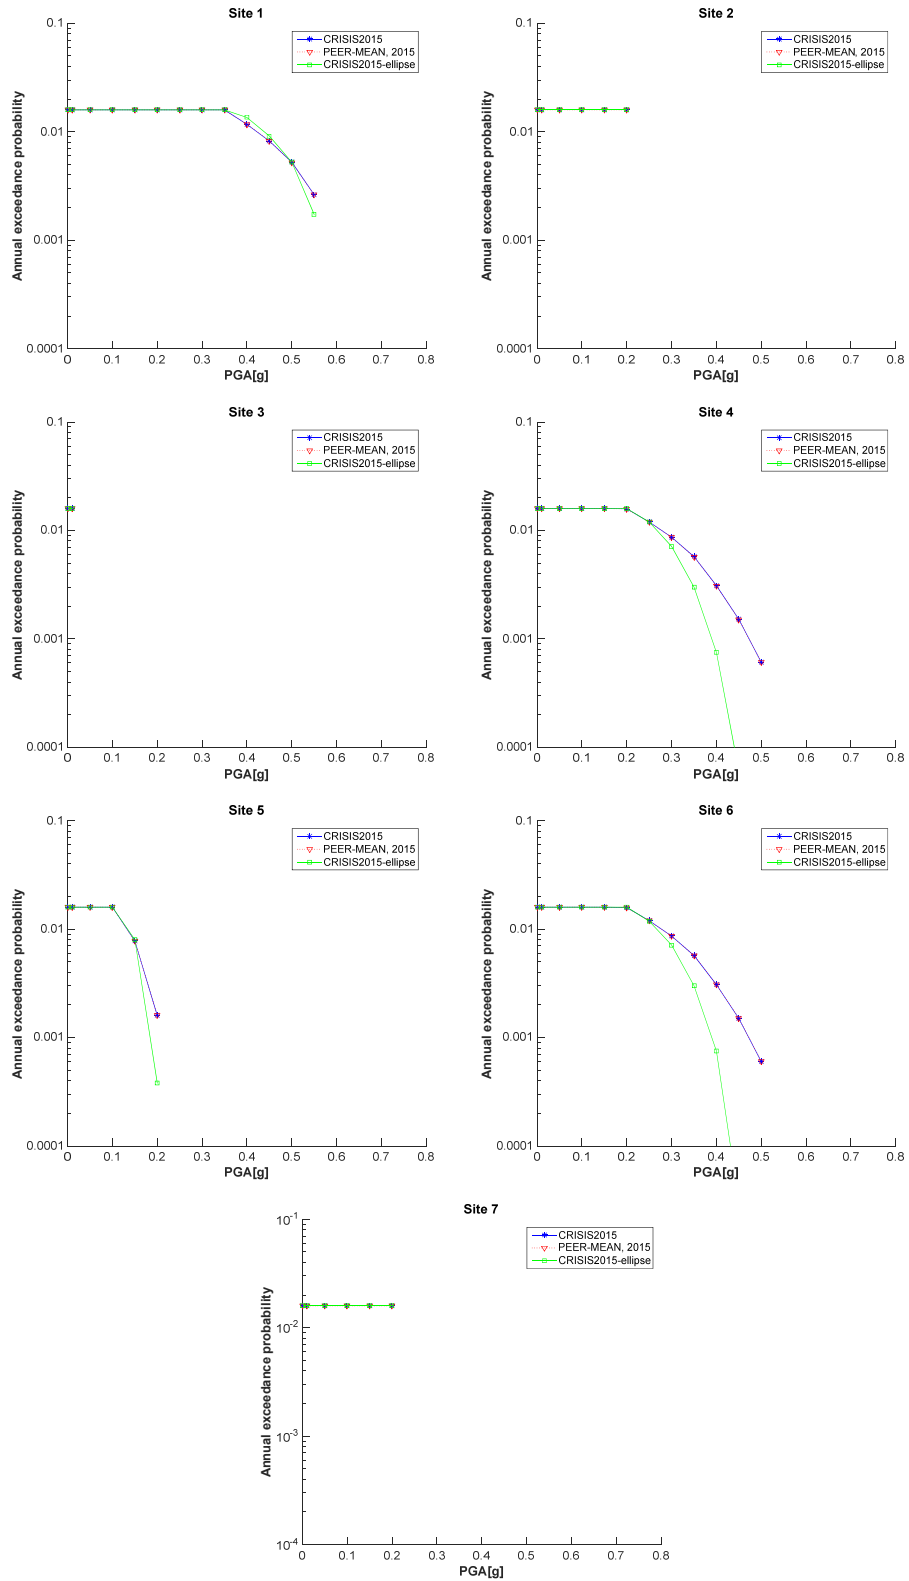 Site 1
0.1
0.01
0.001
0.0001
Annual exceedance probability
CRISIS2015
PEER-MEAN, 2015
CRISIS2015-ellipse
0 0.1 0.2 0.3 0.4 0.5 0.6 0.7 0.8
PGA[g]
Site 2
0.1
0.01
0.001
0.0001
Annual exceedance probability
CRISIS2015
PEER-MEAN, 2015
CRISIS2015-ellipse
0 0.1 0.2 0.3 0.4 0.5 0.6 0.7 0.8
PGA[g]
Site 3
0.1
0.01
0.001
0.0001
Annual exceedance probability
CRISIS2015
PEER-MEAN, 2015
CRISIS2015-ellipse
0 0.1 0.2 0.3 0.4 0.5 0.6 0.7 0.8
PGA[g]
Site 4
0.1
0.01
0.001
0.0001
Annual exceedance probability
CRISIS2015
PEER-MEAN, 2015
CRISIS2015-ellipse
0 0.1 0.2 0.3 0.4 0.5 0.6 0.7 0.8
PGA[g]
Site 5
0.1
0.01
0.001
0.0001
Annual exceedance probability
CRISIS2015
PEER-MEAN, 2015
CRISIS2015-ellipse
0 0.1 0.2 0.3 0.4 0.5 0.6 0.7 0.8
PGA[g]
Site 6
0.1
0.01
0.001
0.0001
Annual exceedance probability
CRISIS2015
PEER-MEAN, 2015
CRISIS2015-ellipse
0 0.1 0.2 0.3 0.4 0.5 0.6 0.7 0.8
PGA[g]
Site 7
10⁻¹
10⁻²
10⁻³
10⁻⁴
Annual exceedance probability
CRISIS2015
PEER-MEAN, 2015
CRISIS2015-ellipse
0 0.1 0.2 0.3 0.4 0.5 0.6 0.7 0.8
PGA[g]